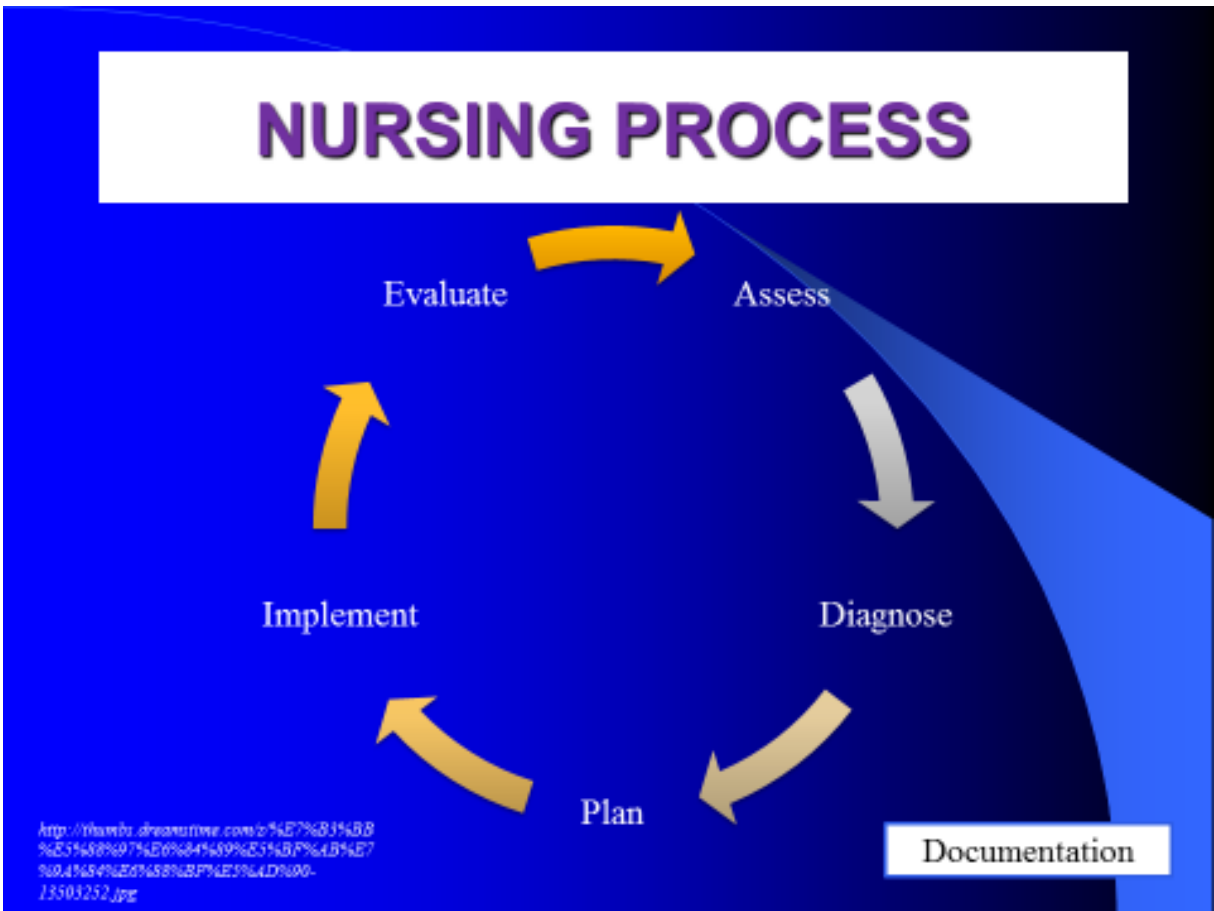 NURSING PROCESS
Evaluate
Assess
Implement
Diagnose
Plan
Documentation
http://thumbs.dreamstime.com/z/%E7%B3%BB
%E5%88%97%E6%84%89%E5%BF%AB%E7
%9A%84%E6%88%BF%E5%AD%90-
13503252.jpg